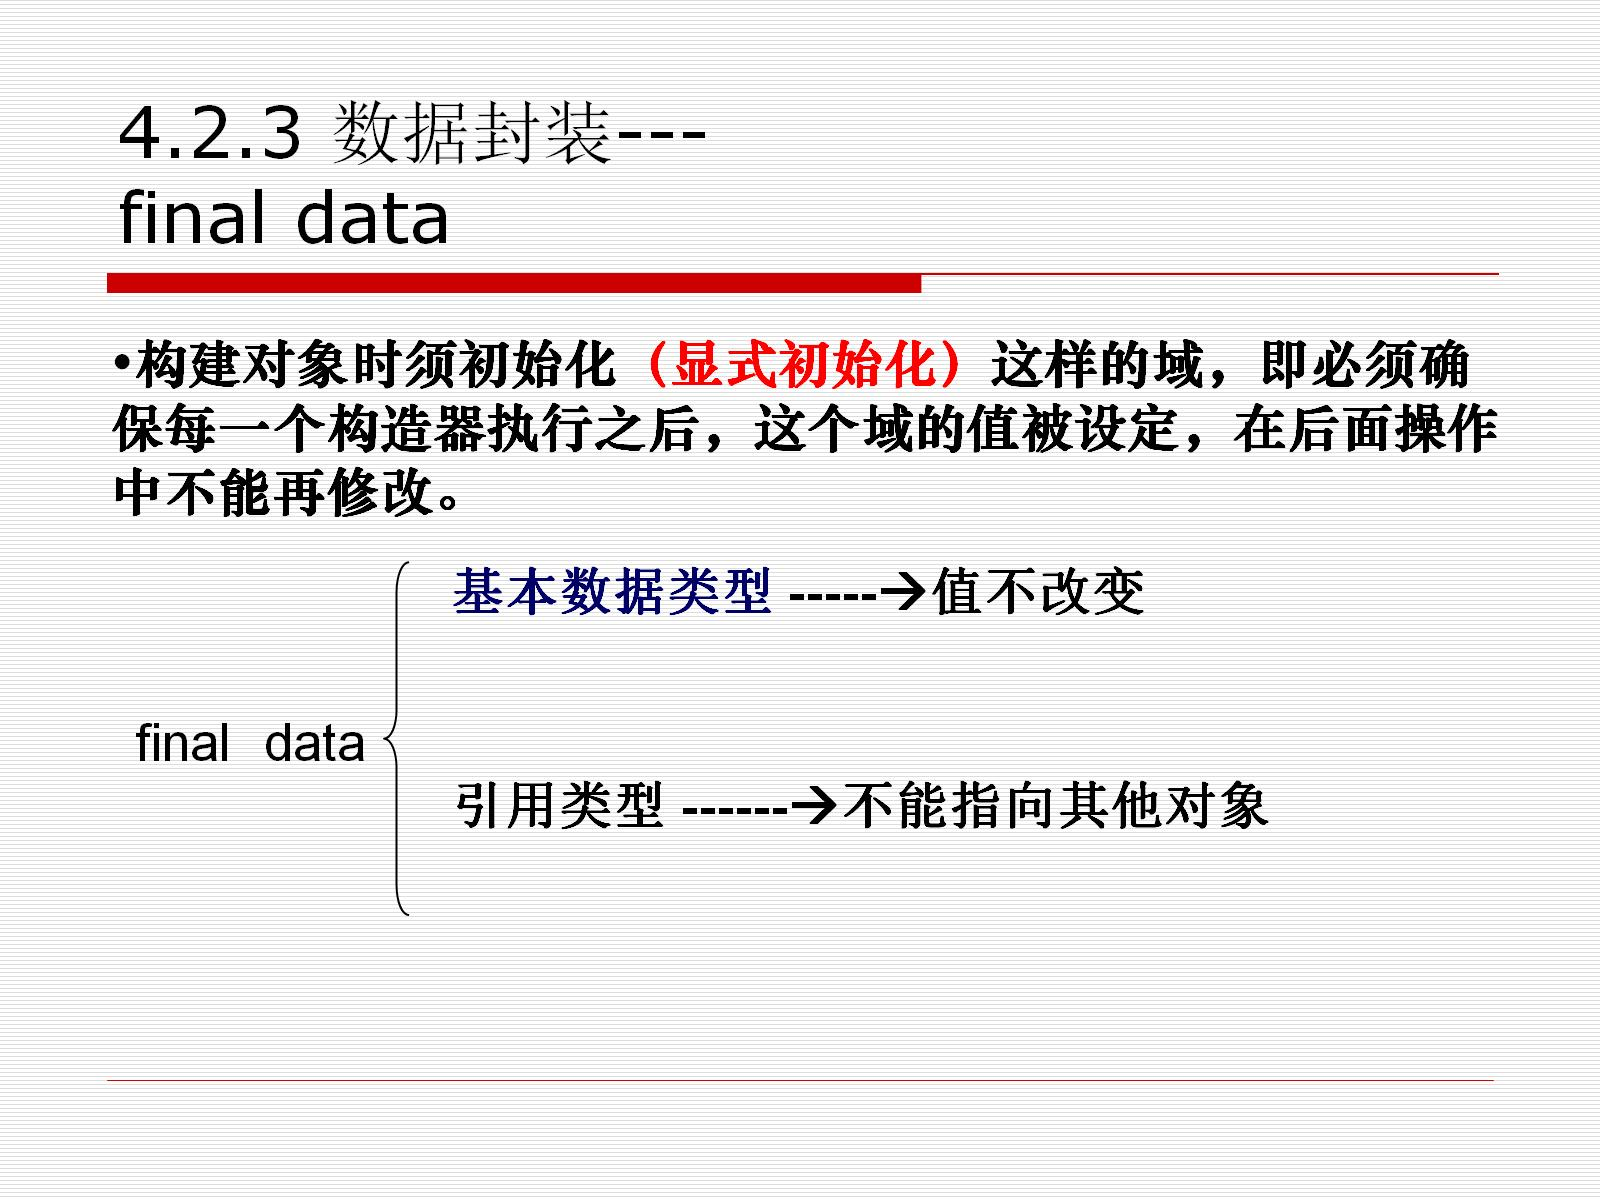 4.2.3 数据封装---
final data
•构建对象时须初始化（显式初始化）这样的域，即必须确
保每一个构造器执行之后，这个域的值被设定，在后面操作
中不能再修改。
基本数据类型 -----→值不改变
final data
引用类型 ------→不能指向其他对象